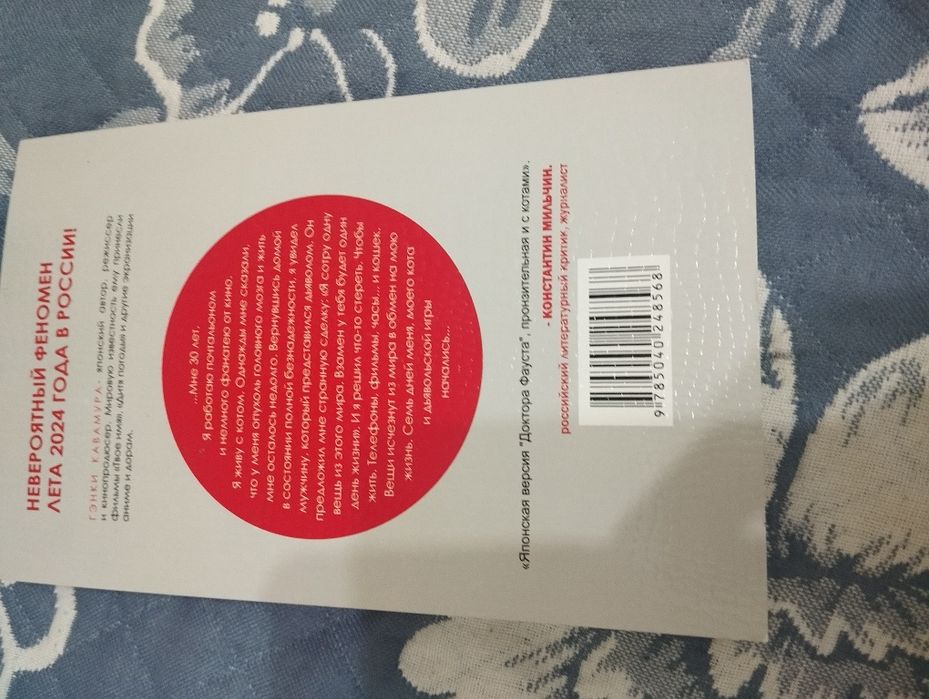 НЕВЕРОЯТНЫЙ ФЕНОМЕН
ЛЕТА 2024 ГОДА В РОССИИ!
ГЭНКИ КАВАМУРА - японский автор, режиссер
и кинопродюсер. Мировую известность ему принесли
фильмы «Твое имя», «Дитя погоды» и другие экранизации
аниме и дорам.
...Мне 30 лет.
Я работаю почтальоном
и немного фанатею от кино.
Я живу с котом. Однажды мне сказали,
что у меня опухоль головного мозга и жить
мне осталось недолго. Вернувшись домой
в состоянии полной безнадежности, я увидел
мужчину, который представился дьяволом. Он
предложил мне странную сделку: «Я сотру одну
вещь из этого мира. Взамен у тебя будет один
день жизни». И я решил что-то стереть. Чтобы
жить. Телефоны, фильмы, часы... и кошек.
Вещи исчезнут из мира в обмен на мою
жизнь. Семь дней меня, моего кота
и дьявольской игры
начались...
«Японская версия "Доктора Фауста", пронзительная и с котами».
- КОНСТАНТИН МИЛЬЧИН,
российский литературный критик, журналист
9 785040 248568